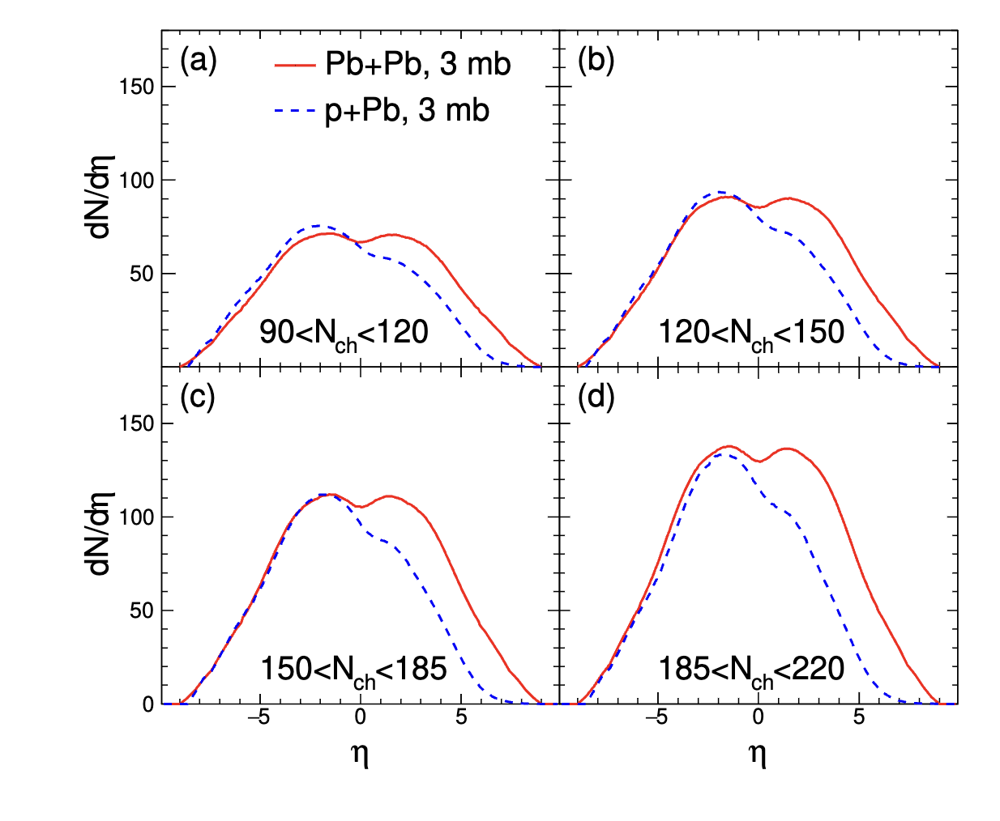 (a)
Pb+Pb, 3 mb
p+Pb, 3 mb
90<Nch<120
(b)
120<Nch<150
dN/dη
150
100
50
(c)
150<Nch<185
(d)
185<Nch<220
dN/dη
150
100
50
0
−5 0 5
−5 0 5
η
η